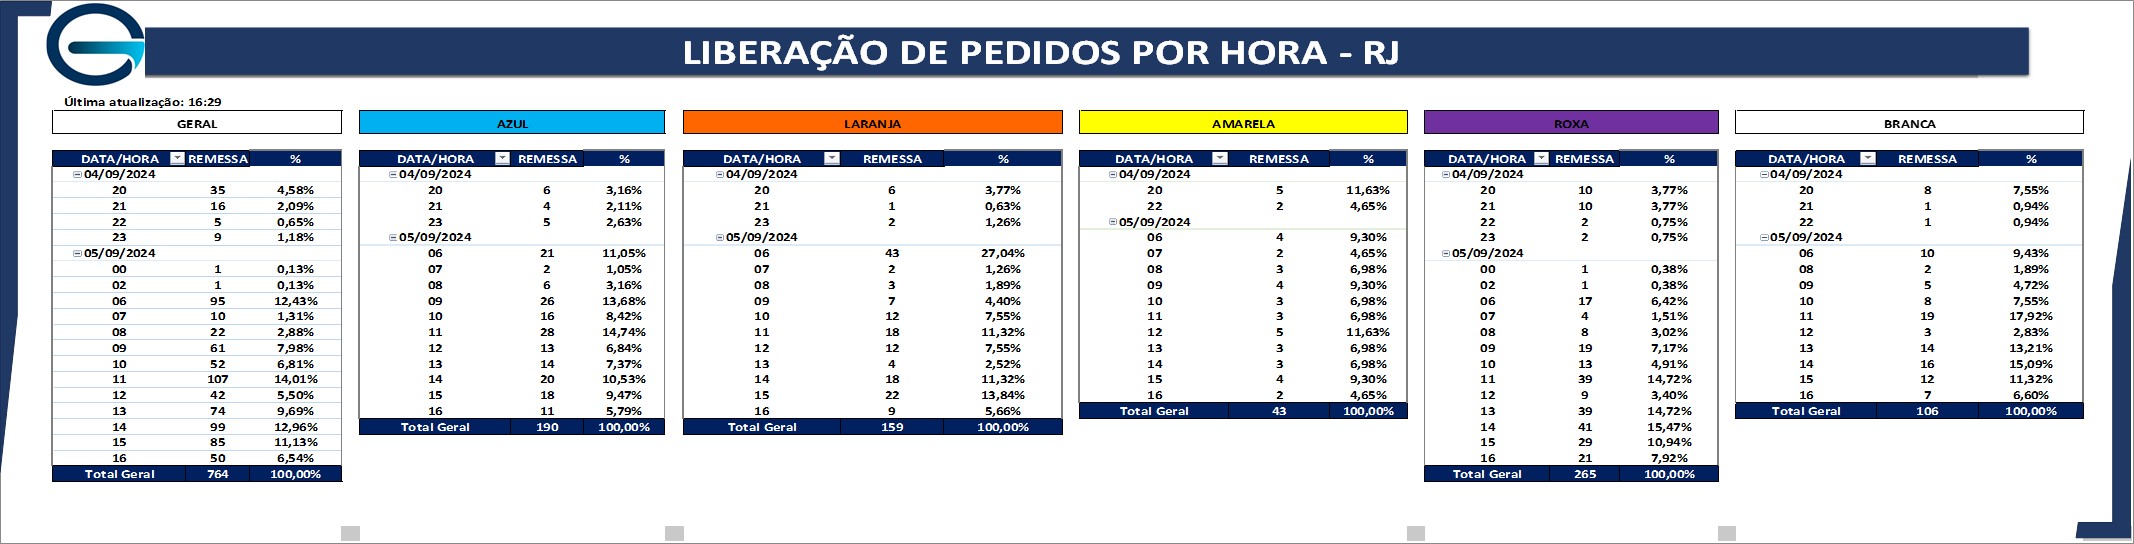 LIBERAÇÃO DE PEDIDOS POR HORA - RJ
Última atualização: 16:29
GERAL
DATA/HORA REMESSA %
04/09/2024
20 35 4,58%
21 16 2,09%
22 5 0,65%
23 9 1,18%
05/09/2024
00 1 0,13%
02 1 0,13%
06 95 12,43%
07 10 1,31%
08 22 2,88%
09 61 7,98%
10 52 6,81%
11 107 14,01%
12 42 5,50%
13 74 9,69%
14 99 12,96%
15 85 11,13%
16 50 6,54%
Total Geral 764 100,00%
AZUL
DATA/HORA REMESSA %
04/09/2024
20 6 3,16%
21 4 2,11%
23 5 2,63%
05/09/2024
06 21 11,05%
07 2 1,05%
08 6 3,16%
09 26 13,68%
10 16 8,42%
11 28 14,74%
12 13 6,84%
13 14 7,37%
14 20 10,53%
15 18 9,47%
16 11 5,79%
Total Geral 190 100,00%
LARANJA
DATA/HORA REMESSA %
04/09/2024
20 6 3,77%
21 1 0,63%
23 2 1,26%
05/09/2024
06 43 27,04%
07 2 1,26%
08 3 1,89%
09 7 4,40%
10 12 7,55%
11 18 11,32%
12 12 7,55%
13 4 2,52%
14 18 11,32%
15 22 13,84%
16 9 5,66%
Total Geral 159 100,00%
AMARELA
DATA/HORA REMESSA %
04/09/2024
20 5 11,63%
22 2 4,65%
05/09/2024
06 4 9,30%
07 2 4,65%
08 3 6,98%
09 4 9,30%
10 3 6,98%
11 3 6,98%
12 5 11,63%
13 3 6,98%
14 3 6,98%
15 4 9,30%
16 2 4,65%
Total Geral 43 100,00%
ROXA
DATA/HORA REMESSA %
04/09/2024
20 10 3,77%
21 10 3,77%
22 2 0,75%
23 2 0,75%
05/09/2024
00 1 0,38%
02 1 0,38%
06 17 6,42%
07 4 1,51%
08 8 3,02%
09 19 7,17%
10 13 4,91%
11 39 14,72%
12 9 3,40%
13 39 14,72%
14 41 15,47%
15 29 10,94%
16 21 7,92%
Total Geral 265 100,00%
BRANCA
DATA/HORA REMESSA %
04/09/2024
20 8 7,55%
21 1 0,94%
22 1 0,94%
05/09/2024
06 10 9,43%
08 2 1,89%
09 5 4,72%
10 8 7,55%
11 19 17,92%
12 3 2,83%
13 14 13,21%
14 16 15,09%
15 12 11,32%
16 7 6,60%
Total Geral 106 100,00%